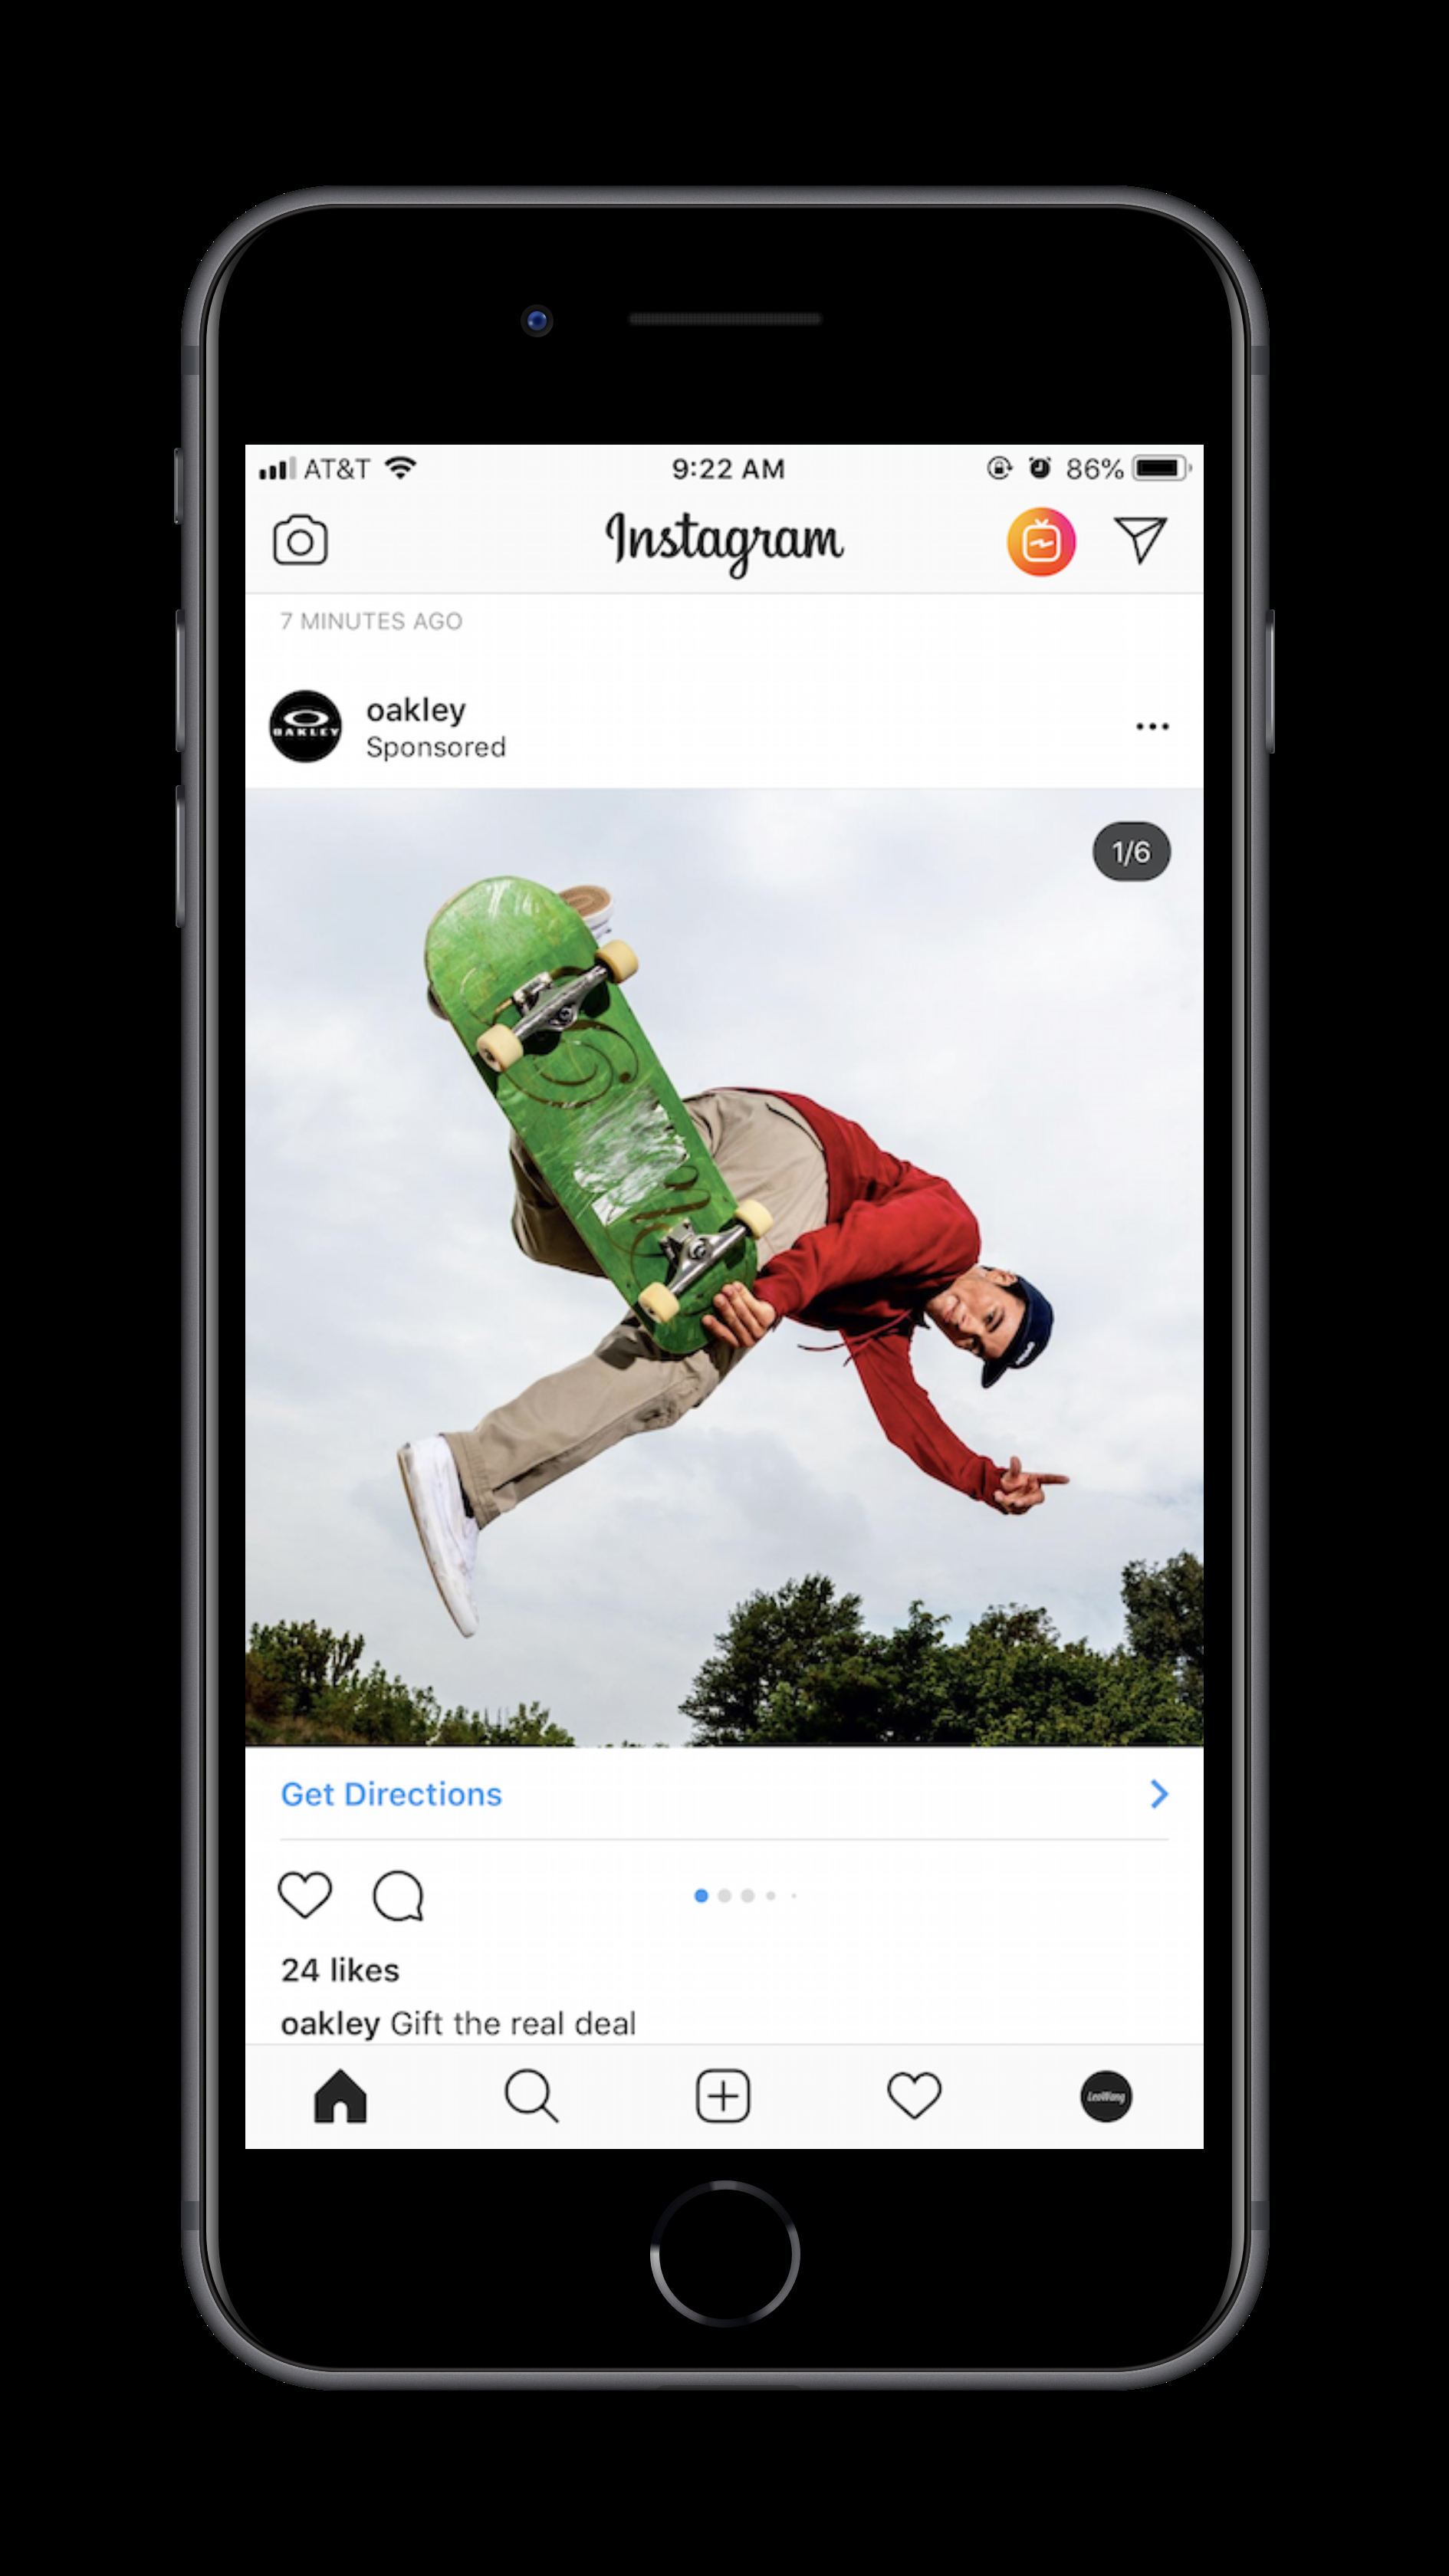 AT&T 9:22 AM 86%
Instagram
7 MINUTES AGO
OAKLEY
oakley
Sponsored
1/6
Get Directions
24 likes
oakley Gift the real deal
LeoWang